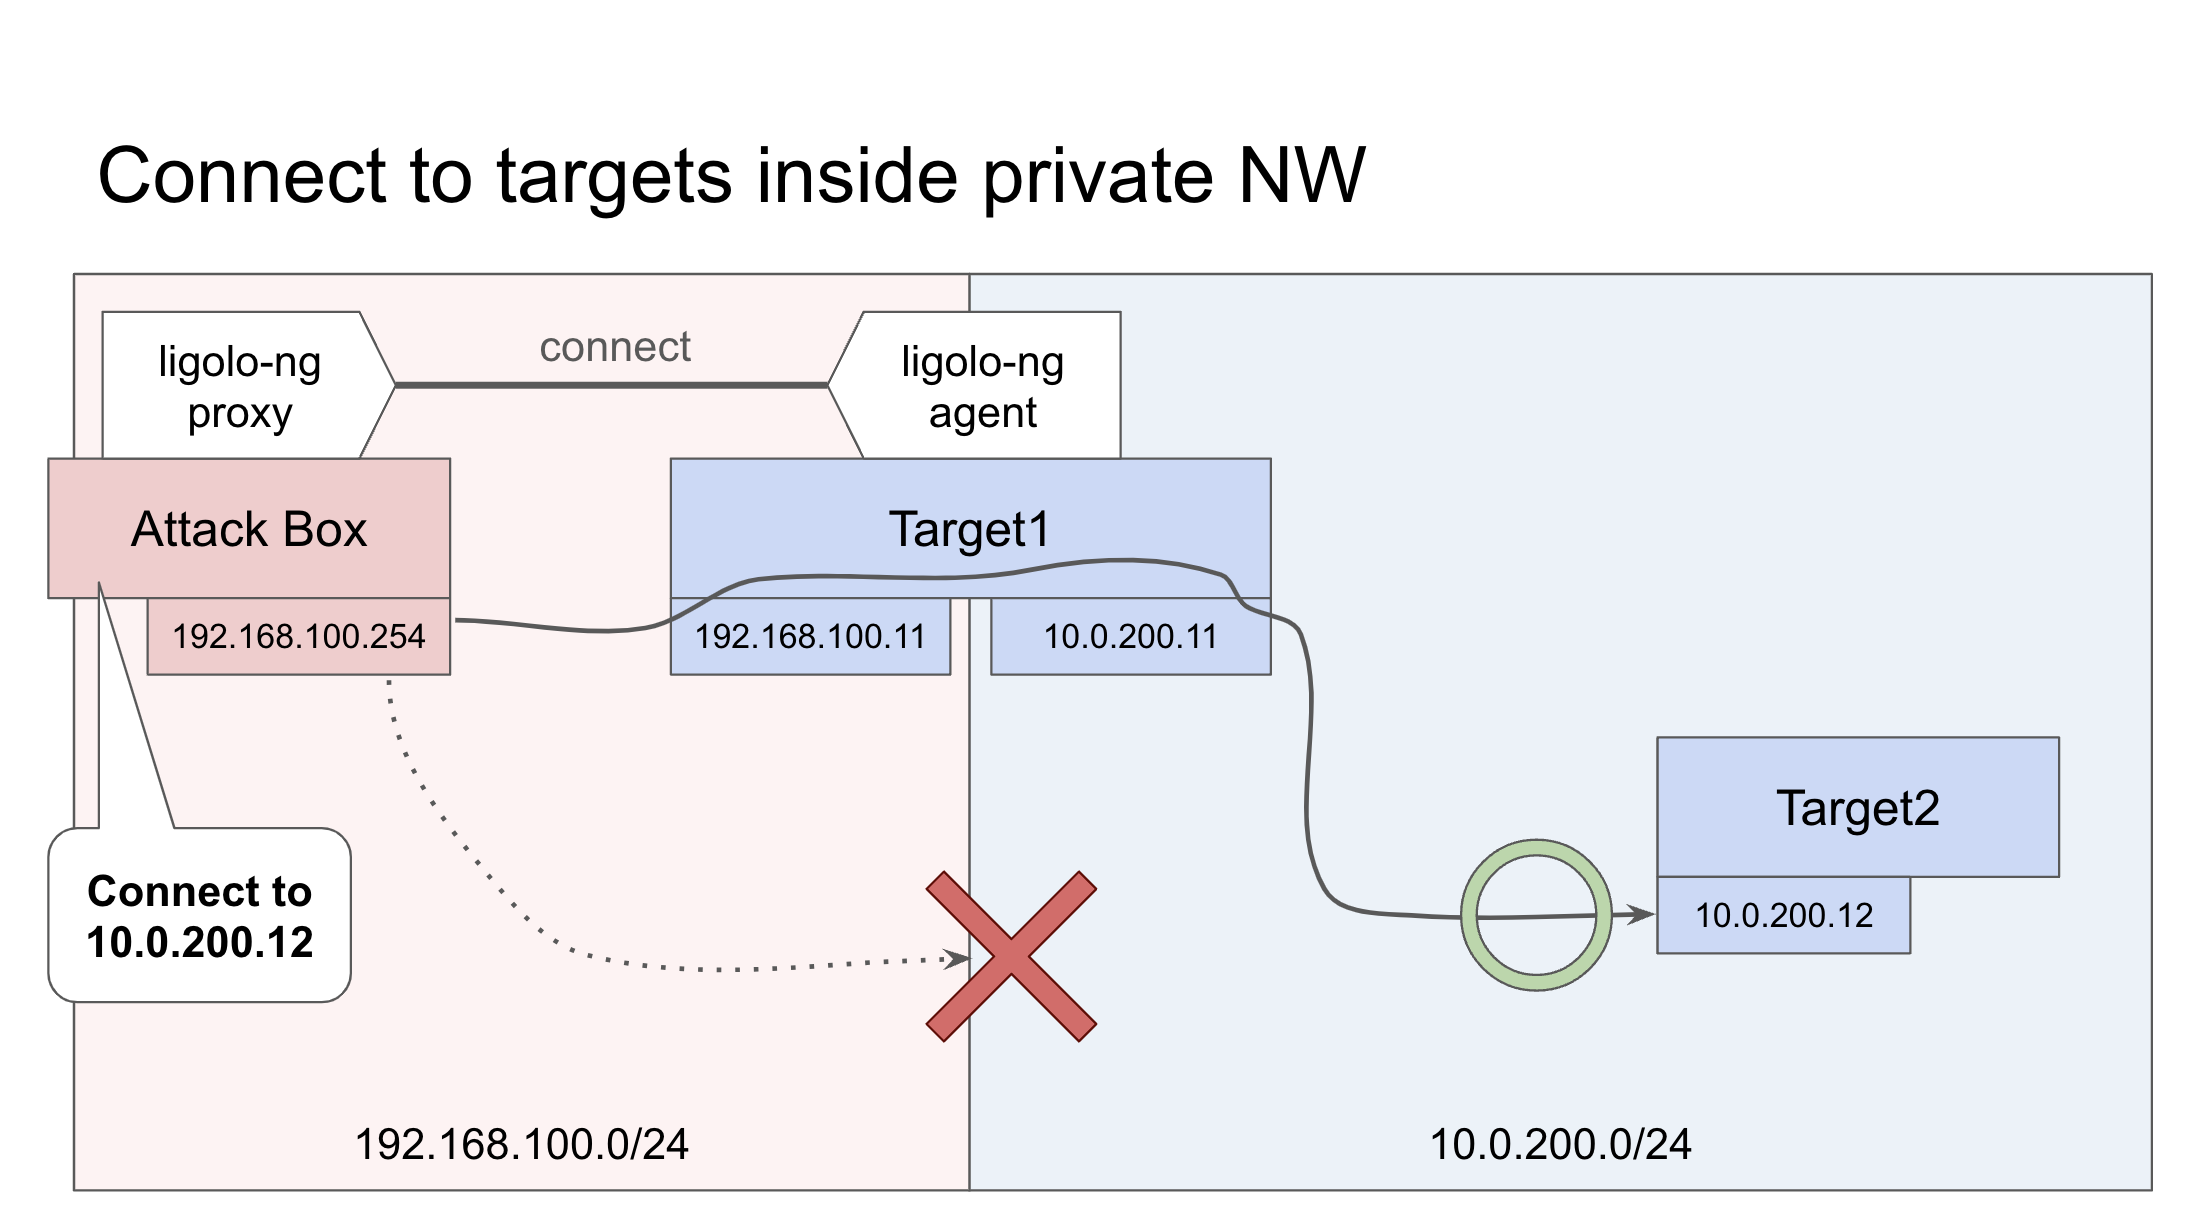 Connect to targets inside private NW
ligolo-ng
proxy
connect
ligolo-ng
agent
Attack Box
Target1
192.168.100.254
192.168.100.11
10.0.200.11
Target2
10.0.200.12
Connect to
10.0.200.12
192.168.100.0/24
10.0.200.0/24